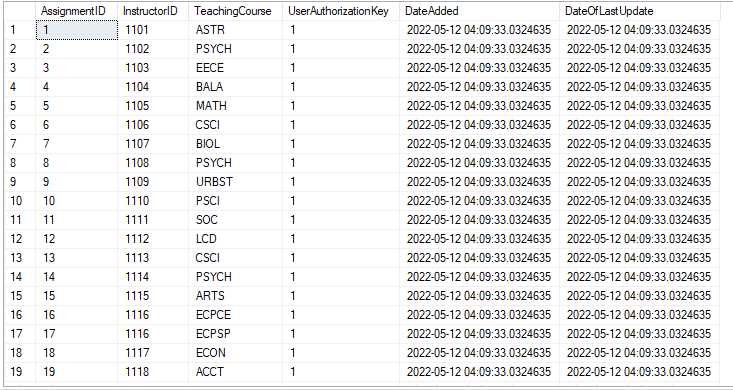 AssignmentID InstructorID TeachingCourse UserAuthorizationKey DateAdded DateOfLastUpdate
1 1 1101 ASTR 1 2022-05-12 04:09:33.0324635 2022-05-12 04:09:33.0324635
2 2 1102 PSYCH 1 2022-05-12 04:09:33.0324635 2022-05-12 04:09:33.0324635
3 3 1103 EECE 1 2022-05-12 04:09:33.0324635 2022-05-12 04:09:33.0324635
4 4 1104 BALA 1 2022-05-12 04:09:33.0324635 2022-05-12 04:09:33.0324635
5 5 1105 MATH 1 2022-05-12 04:09:33.0324635 2022-05-12 04:09:33.0324635
6 6 1106 CSCI 1 2022-05-12 04:09:33.0324635 2022-05-12 04:09:33.0324635
7 7 1107 BIOL 1 2022-05-12 04:09:33.0324635 2022-05-12 04:09:33.0324635
8 8 1108 PSYCH 1 2022-05-12 04:09:33.0324635 2022-05-12 04:09:33.0324635
9 9 1109 URBST 1 2022-05-12 04:09:33.0324635 2022-05-12 04:09:33.0324635
10 10 1110 PSCI 1 2022-05-12 04:09:33.0324635 2022-05-12 04:09:33.0324635
11 11 1111 SOC 1 2022-05-12 04:09:33.0324635 2022-05-12 04:09:33.0324635
12 12 1112 LCD 1 2022-05-12 04:09:33.0324635 2022-05-12 04:09:33.0324635
13 13 1113 CSCI 1 2022-05-12 04:09:33.0324635 2022-05-12 04:09:33.0324635
14 14 1114 PSYCH 1 2022-05-12 04:09:33.0324635 2022-05-12 04:09:33.0324635
15 15 1115 ARTS 1 2022-05-12 04:09:33.0324635 2022-05-12 04:09:33.0324635
16 16 1116 ECPCE 1 2022-05-12 04:09:33.0324635 2022-05-12 04:09:33.0324635
17 17 1116 ECPSP 1 2022-05-12 04:09:33.0324635 2022-05-12 04:09:33.0324635
18 18 1117 ECON 1 2022-05-12 04:09:33.0324635 2022-05-12 04:09:33.0324635
19 19 1118 ACCT 1 2022-05-12 04:09:33.0324635 2022-05-12 04:09:33.0324635